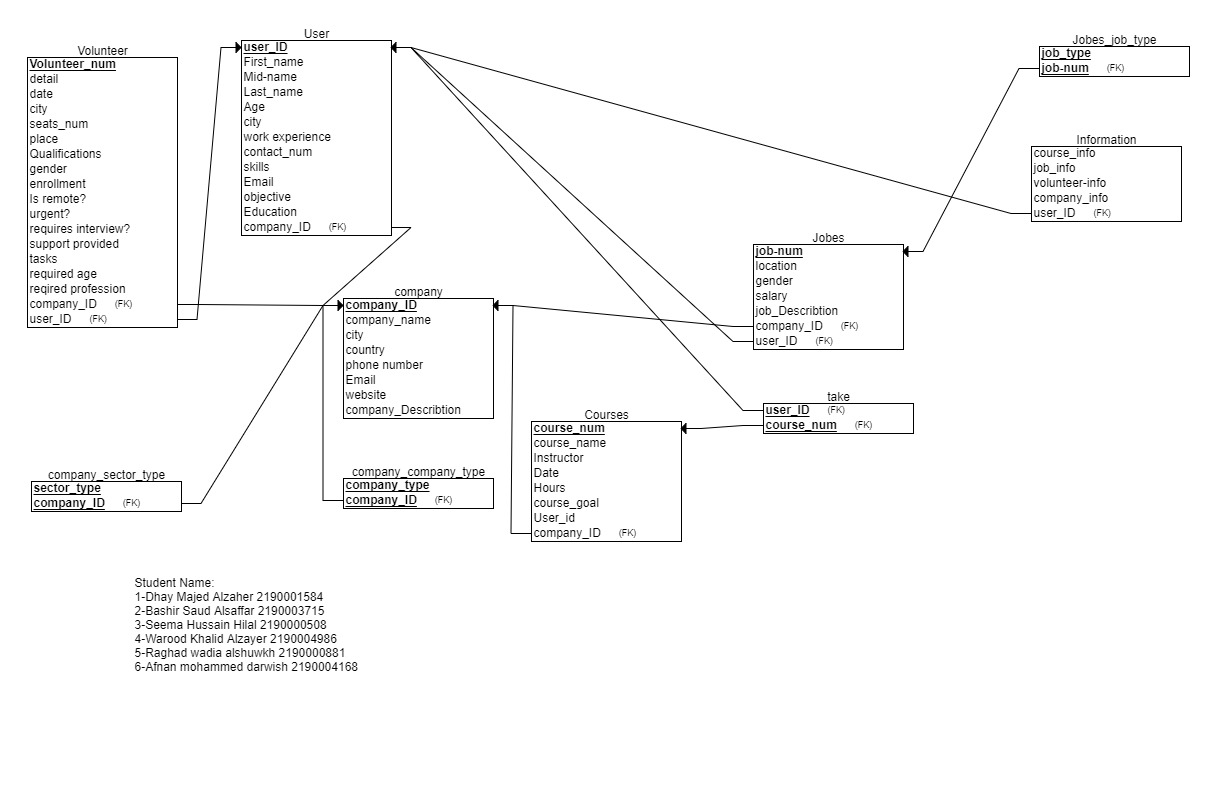 Volunteer
Volunteer_num
detail
date
city
seats_num
place
Qualifications
gender
enrollment
Is remote?
urgent?
requires interview?
support provided
tasks
required age
reqired profession
company_ID (FK)
user_ID (FK)
User
user_ID
First_name
Mid-name
Last_name
Age
city
work experience
contact_num
skills
Email
objective
Education
company_ID (FK)
Jobes_job_type
job_type
job-num (FK)
Information
course_info
job_info
volunteer-info
company_info
user_ID (FK)
Jobes
job-num
location
gender
salary
job_Describtion
company_ID (FK)
user_ID (FK)
company
company_ID
company_name
city
country
phone number
Email
website
company_Describtion
take
user_ID (FK)
course_num (FK)
Courses
course_num
course_name
Instructor
Date
Hours
course_goal
User_id
company_ID (FK)
company_sector_type
sector_type
company_ID (FK)
company_company_type
company_type
company_ID (FK)
Student Name:
1-Dhay Majed Alzaher 2190001584
2-Bashir Saud Alsaffar 2190003715
3-Seema Hussain Hilal 2190000508
4-Warood Khalid Alzayer 2190004986
5-Raghad wadia alshuwkh 2190000881
6-Afnan mohammed darwish 2190004168